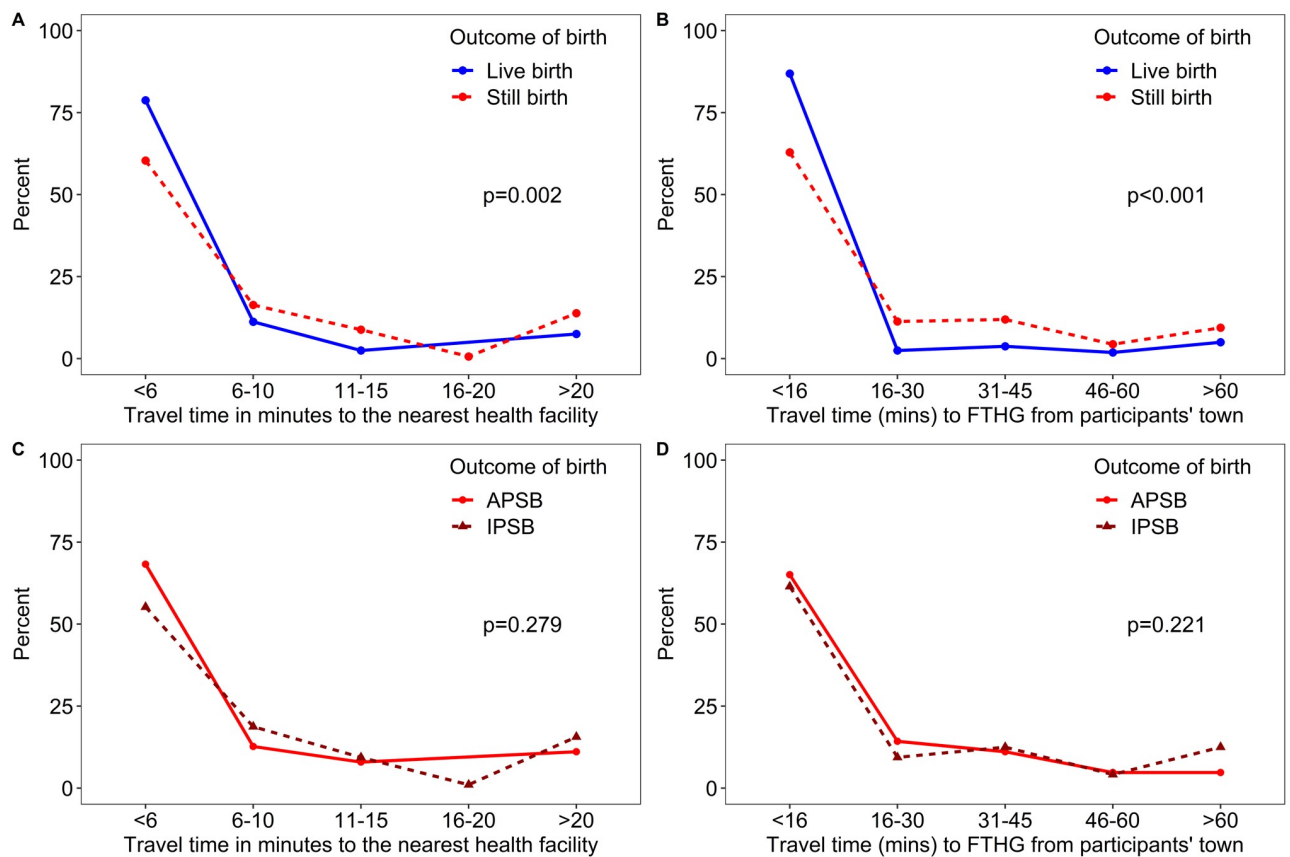 A
100
75
50
25
0
Percent
Outcome of birth
Live birth
Still birth
p=0.002
<6 6-10 11-15 16-20 >20
Travel time in minutes to the nearest health facility
B
100
75
50
25
0
Percent
Outcome of birth
Live birth
Still birth
p<0.001
<16 16-30 31-45 46-60 >60
Travel time (mins) to FTHG from participants' town
C
100
75
50
25
0
Percent
Outcome of birth
APSB
IPSB
p=0.279
<6 6-10 11-15 16-20 >20
Travel time in minutes to the nearest health facility
D
100
75
50
25
0
Percent
Outcome of birth
APSB
IPSB
p=0.221
<16 16-30 31-45 46-60 >60
Travel time (mins) to FTHG from participants' town